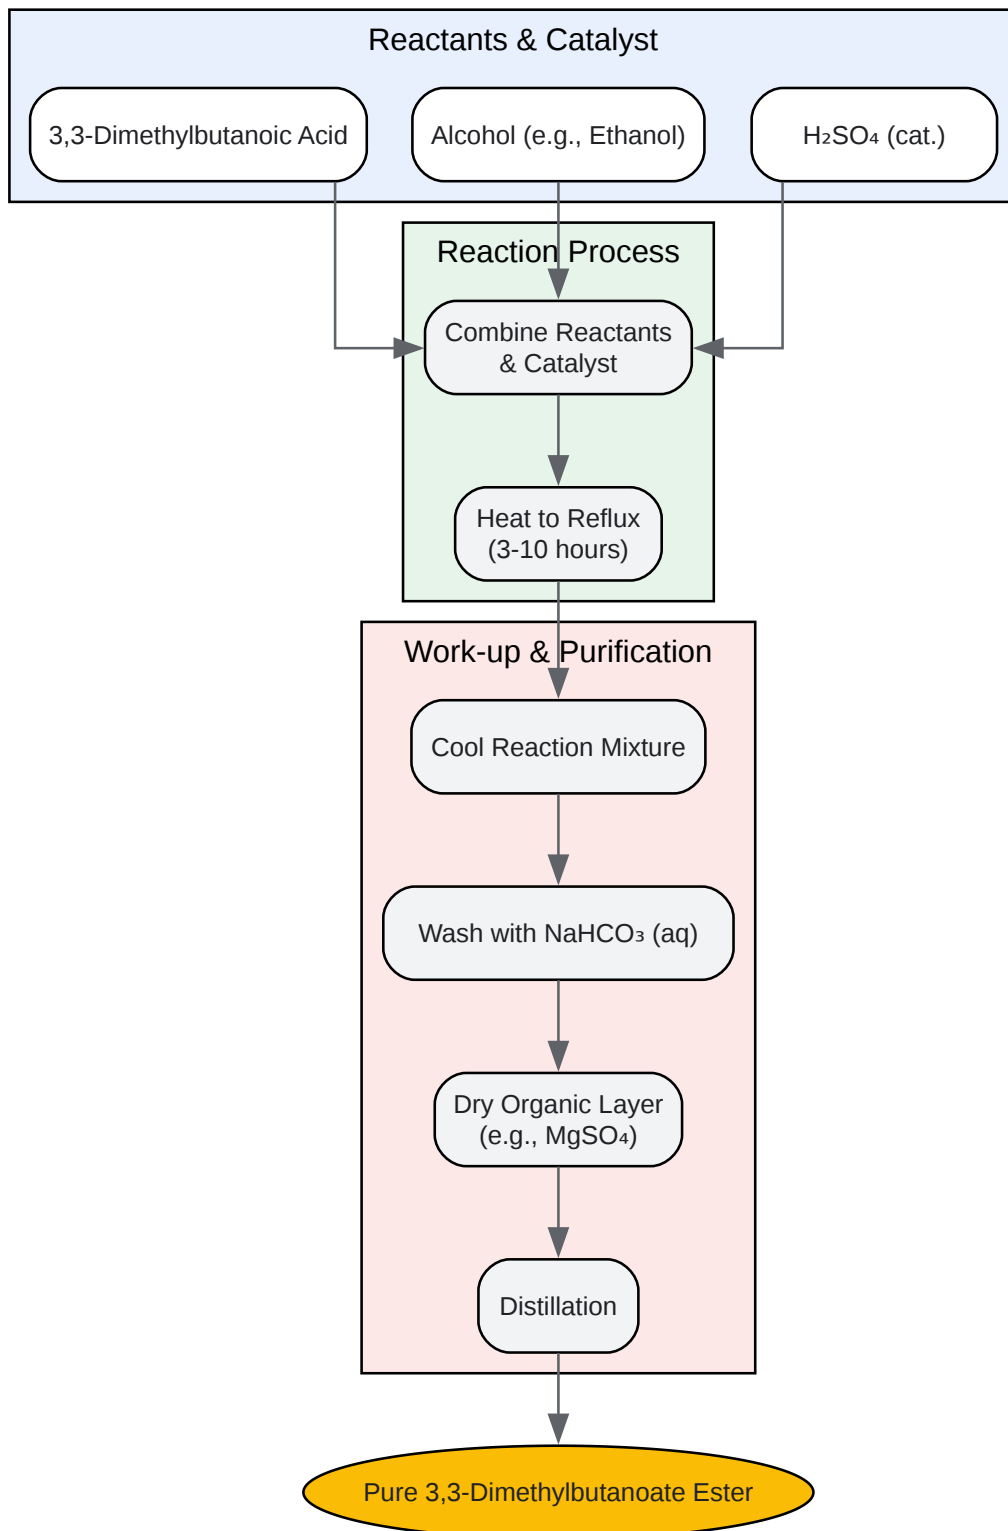 Reactants & Catalyst
3,3-Dimethylbutanoic Acid
Alcohol (e.g., Ethanol)
H₂SO₄ (cat.)
Reaction Process
Combine Reactants
& Catalyst
Heat to Reflux
(3-10 hours)
Work-up & Purification
Cool Reaction Mixture
Wash with NaHCO₃ (aq)
Dry Organic Layer
(e.g., MgSO₄)
Distillation
Pure 3,3-Dimethylbutanoate Ester